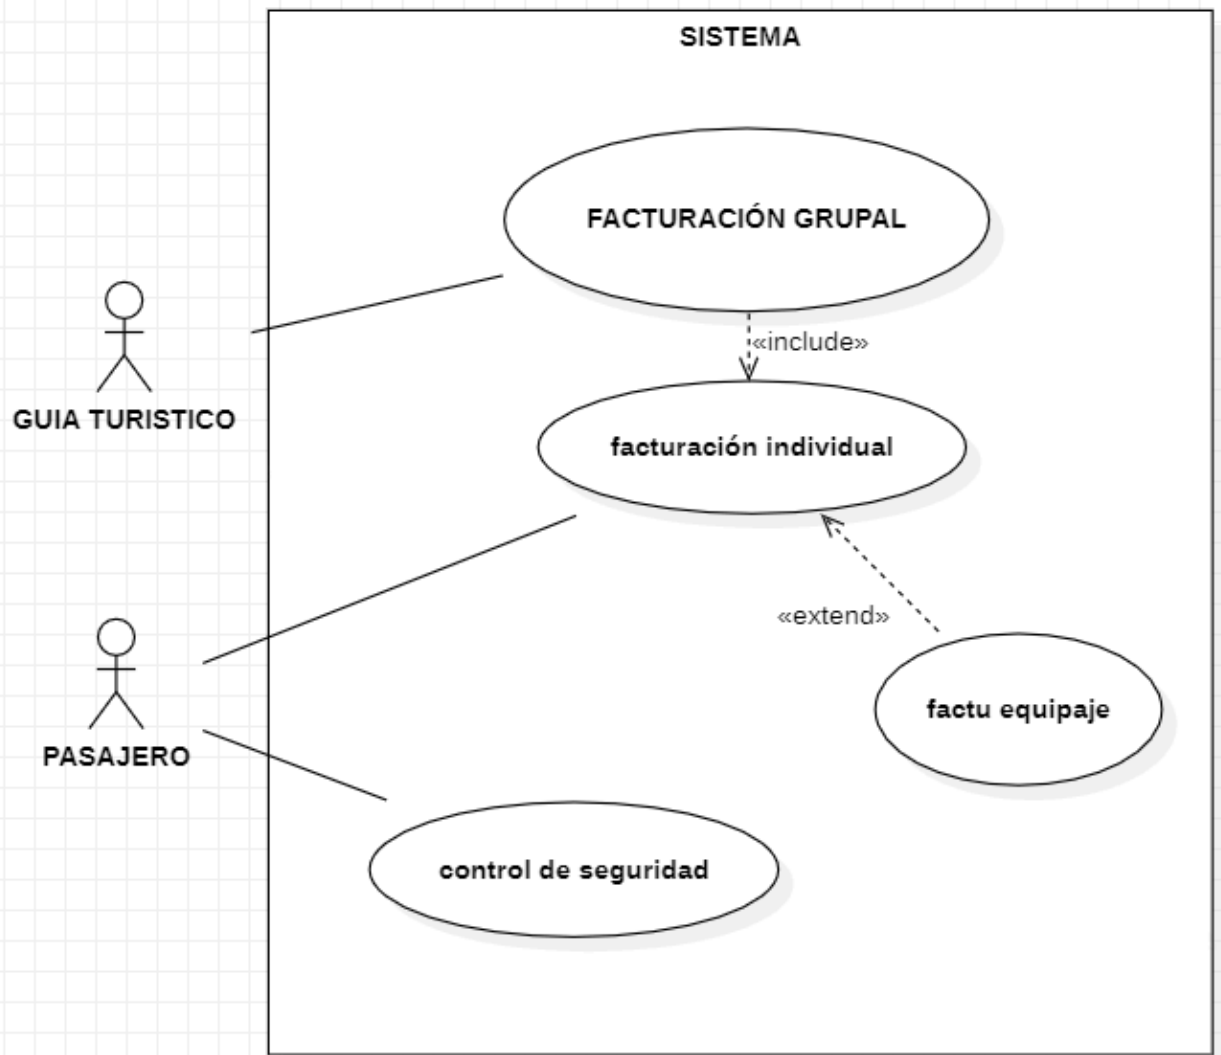 SISTEMA
FACTURACIÓN GRUPAL
«include»
GUIA TURISTICO
facturación individual
«extend»
factu equipaje
PASAJERO
control de seguridad